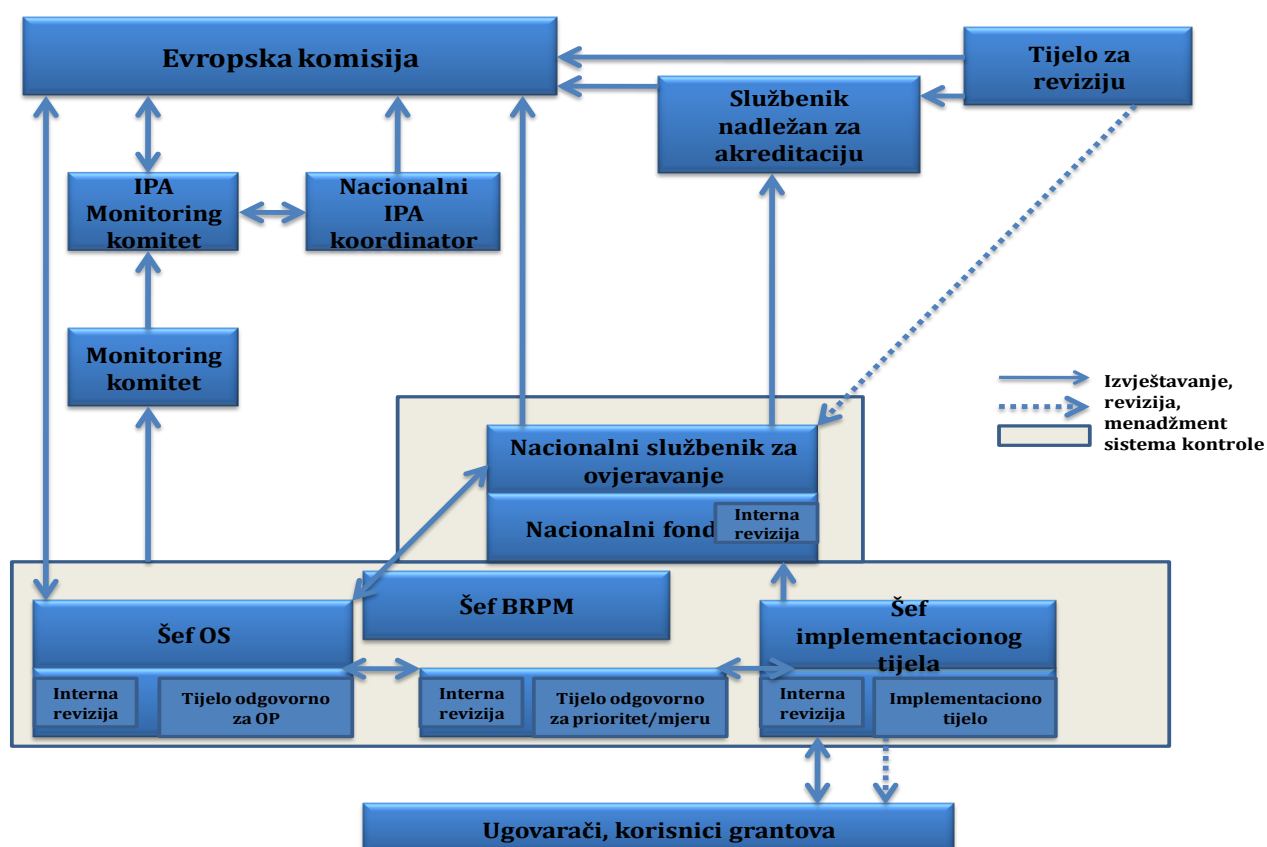 Evropska komisija
Tijelo za
reviziju
Službenik
nadležan za
akreditaciju
IPA
Monitoring
komitet
Nacionalni
IPA
koordinator
Monitoring
komitet
Izvještavanje,
revizija,
menadžment
sistema kontrole
Nacionalni službenik za
ovjeravanje
Nacionalni fond
Interna
revizija
Šef OS
Šef BRPM
Šef
implementacionog
tijela
Interna
revizija
Tijelo odgovorno
za OP
Interna
revizija
Tijelo odgovorno
za prioritet/mjeru
Interna
revizija
Implementaciono
tijelo
Ugovarači, korisnici grantova